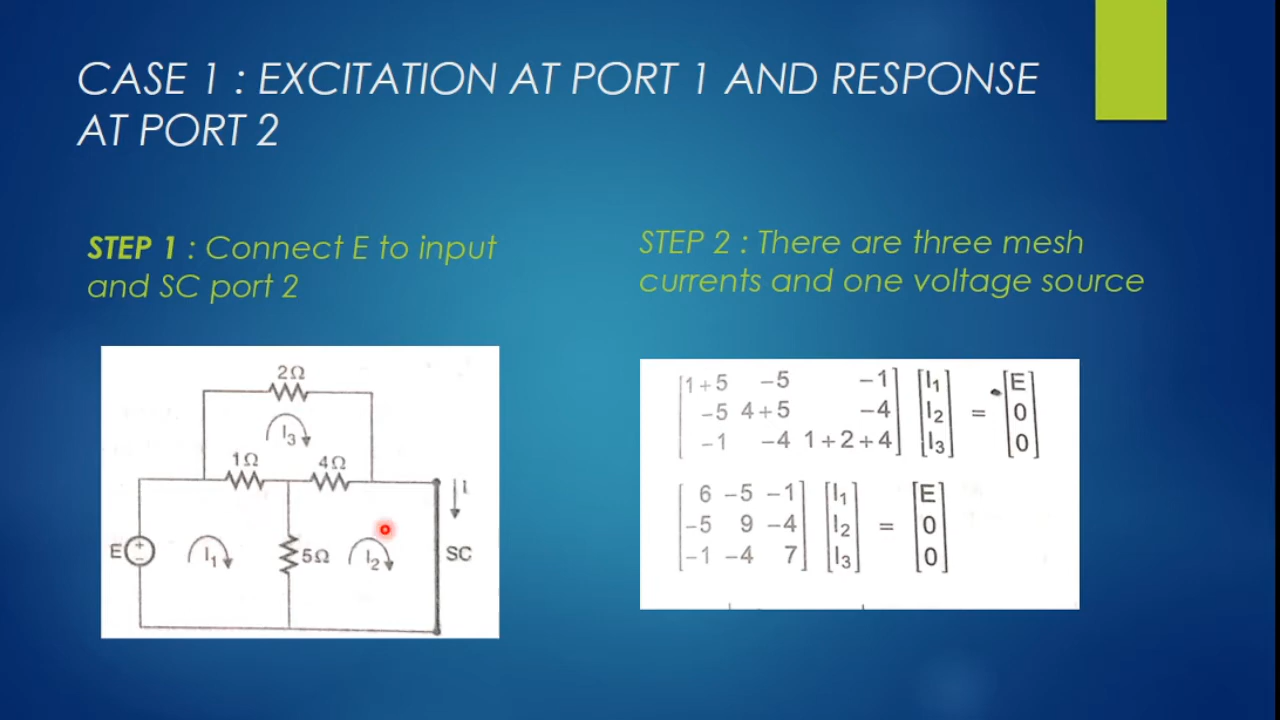 CASE 1 : EXCITATION AT PORT 1 AND RESPONSE
AT PORT 2
STEP 1 : Connect E to input
and SC port 2
2Ω
I3
1Ω 4Ω
I
E
I1
5Ω
I2
SC
STEP 2 : There are three mesh
currents and one voltage source
[1+5 −5 −1] [I1] = [E]
[−5 4+5 −4] [I2] [0]
[−1 −4 1+2+4] [I3] [0]
[6 −5 −1] [I1] = [E]
[−5 9 −4] [I2] [0]
[−1 −4 7] [I3] [0]